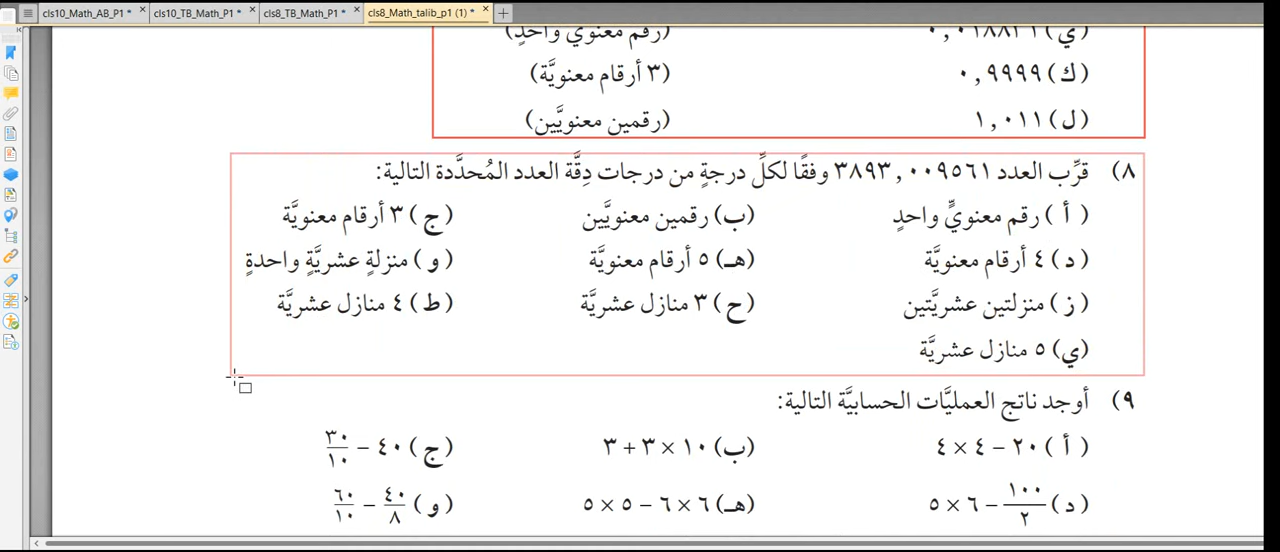 cls10_Math_AB_P1 * cls10_TB_Math_P1 * cls8_TB_Math_P1 * cls8_Math_talib_p1 (1) *
ي) ٠,٠١٨٨٢١ (رقم معنوي واحدٍ)
ك) ٠,٩٩٩٩ (٣ أرقام معنويَّة)
ل) ١,٠١١ (رقمين معنويَّين)
٨) قرِّب العدد ٣٨٩٣,٠٠٩٥٦١ وفقًا لكلِّ درجةٍ من درجات دِقَّة العدد المُحدَّدة التالية:
أ ) رقم معنويٍّ واحدٍ ب) رقمين معنويَّين ج ) ٣ أرقام معنويَّة
د ) ٤ أرقام معنويَّة هـ) ٥ أرقام معنويَّة و ) منزلةٍ عشريَّةٍ واحدةٍ
ز ) منزلتين عشريَّتين ح ) ٣ منازل عشريَّة ط ) ٤ منازل عشريَّة
ي) ٥ منازل عشريَّة
٩) أوجد ناتج العمليَّات الحسابيَّة التالية:
أ ) ٢٠ − ٤ × ٤ ب) ١٠ × ٣ + ٣ ج ) ٤٠ − ٣٠/١٠
د ) ١٠٠/٢ − ٦ × ٥ هـ) ٦ × ٦ − ٥ × ٥ و ) ٤٠/٨ − ٦٠/١٠